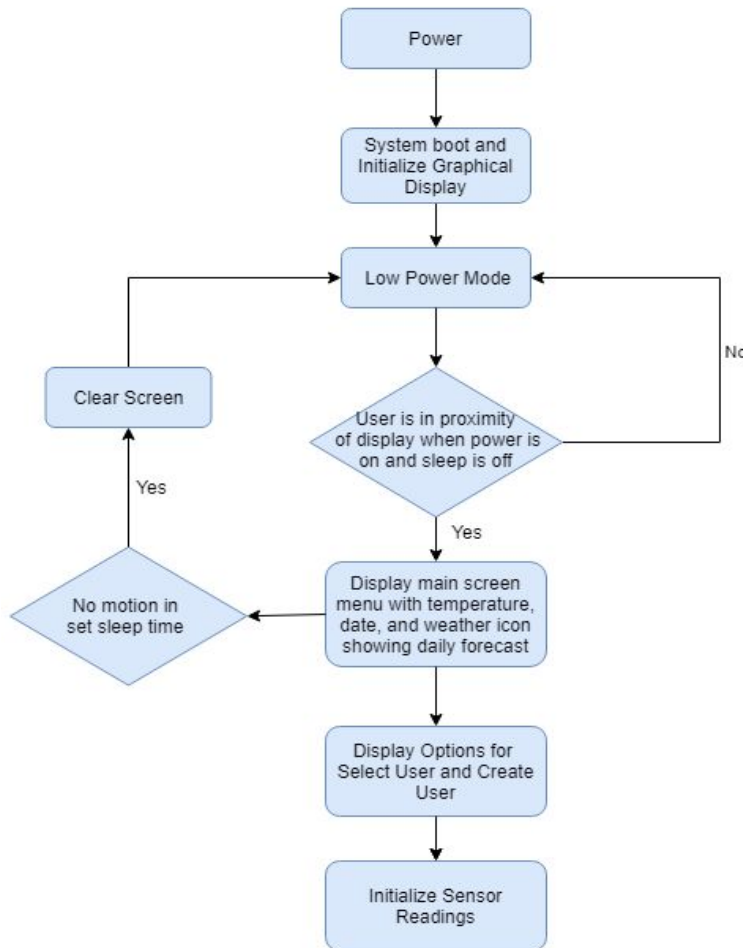 Power
System boot and
Initialize Graphical
Display
Low Power Mode
No
Clear Screen
User is in proximity
of display when power is
on and sleep is off
Yes
Yes
No motion in
set sleep time
Display main screen
menu with temperature,
date, and weather icon
showing daily forecast
Display Options for
Select User and Create
User
Initialize Sensor
Readings